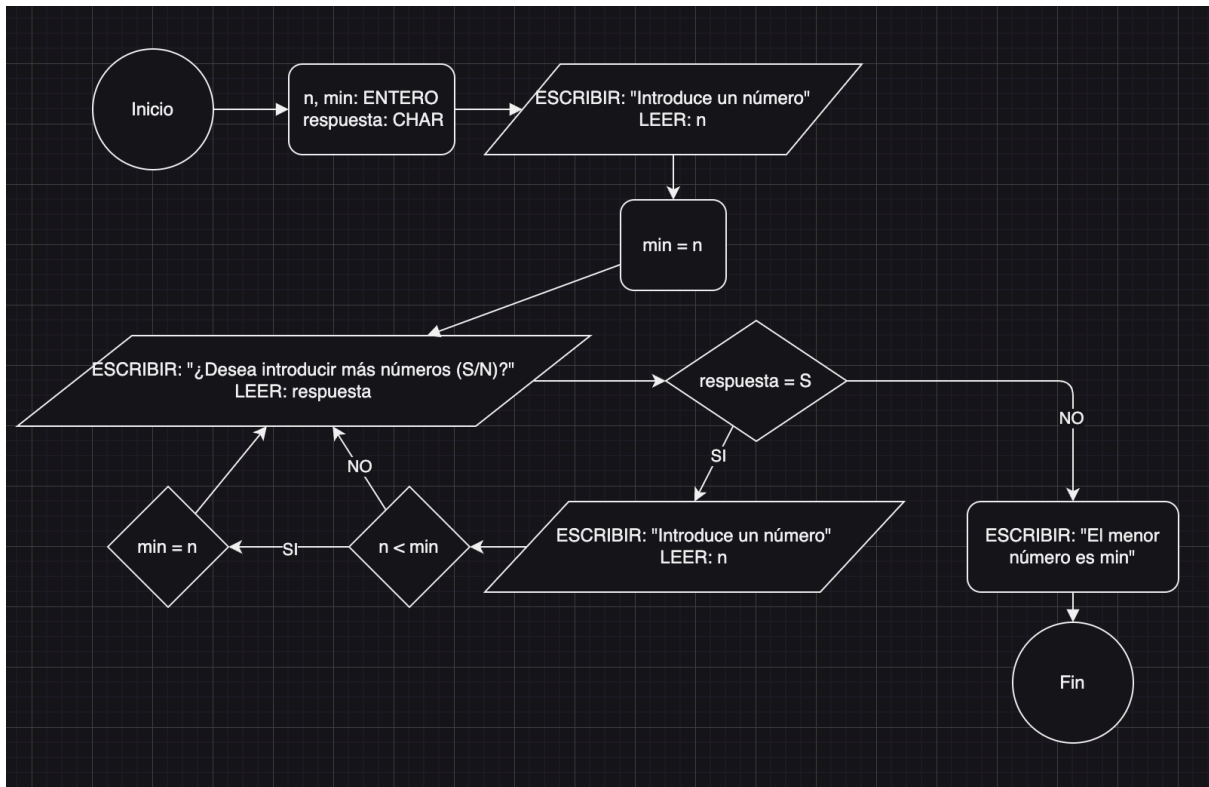 Inicio
n, min: ENTERO
respuesta: CHAR
ESCRIBIR: "Introduce un número"
LEER: n
min = n
ESCRIBIR: "¿Desea introducir más números (S/N)?"
LEER: respuesta
respuesta = S
NO
SI
NO
min = n
SI
n < min
ESCRIBIR: "Introduce un número"
LEER: n
ESCRIBIR: "El menor
número es min"
Fin